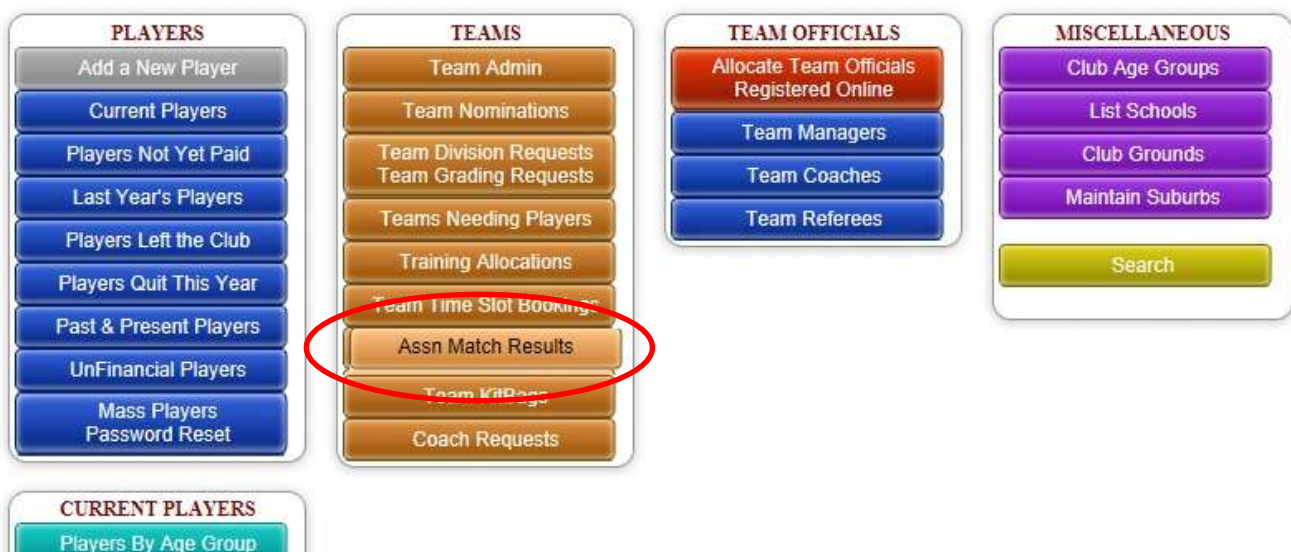 PLAYERS
Add a New Player
Current Players
Players Not Yet Paid
Last Year's Players
Players Left the Club
Players Quit This Year
Past & Present Players
UnFinancial Players
Mass Players
Password Reset
TEAMS
Team Admin
Team Nominations
Team Division Requests
Team Grading Requests
Teams Needing Players
Training Allocations
Team Time Slot Bookings
Assn Match Results
Team KitBags
Coach Requests
TEAM OFFICIALS
Allocate Team Officials
Registered Online
Team Managers
Team Coaches
Team Referees
MISCELLANEOUS
Club Age Groups
List Schools
Club Grounds
Maintain Suburbs
Search
CURRENT PLAYERS
Players By Age Group